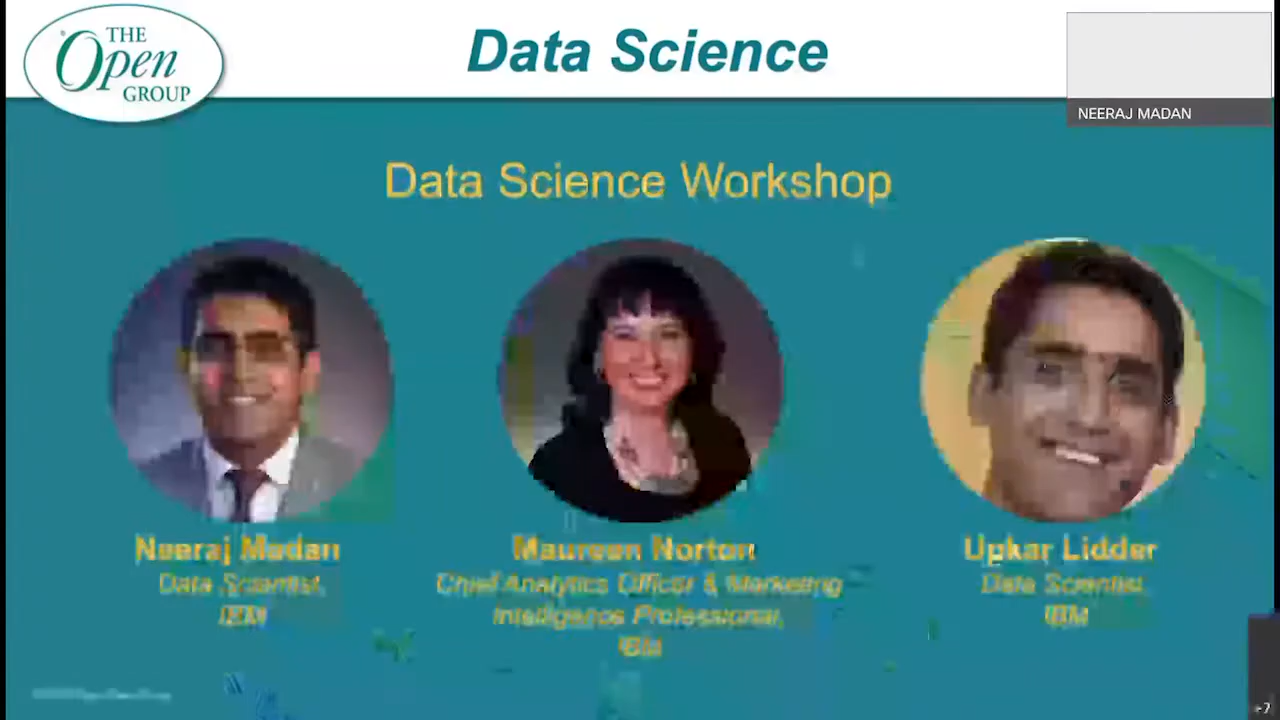 THE
Open
GROUP
Data Science
NEERAJ MADAN
Data Science Workshop
Neeraj Madan
Data Scientist,
IBM
Maureen Norton
Chief Analytics Officer & Marketing
Intelligence Professional,
IBM
Upkar Lidder
Data Scientist,
IBM